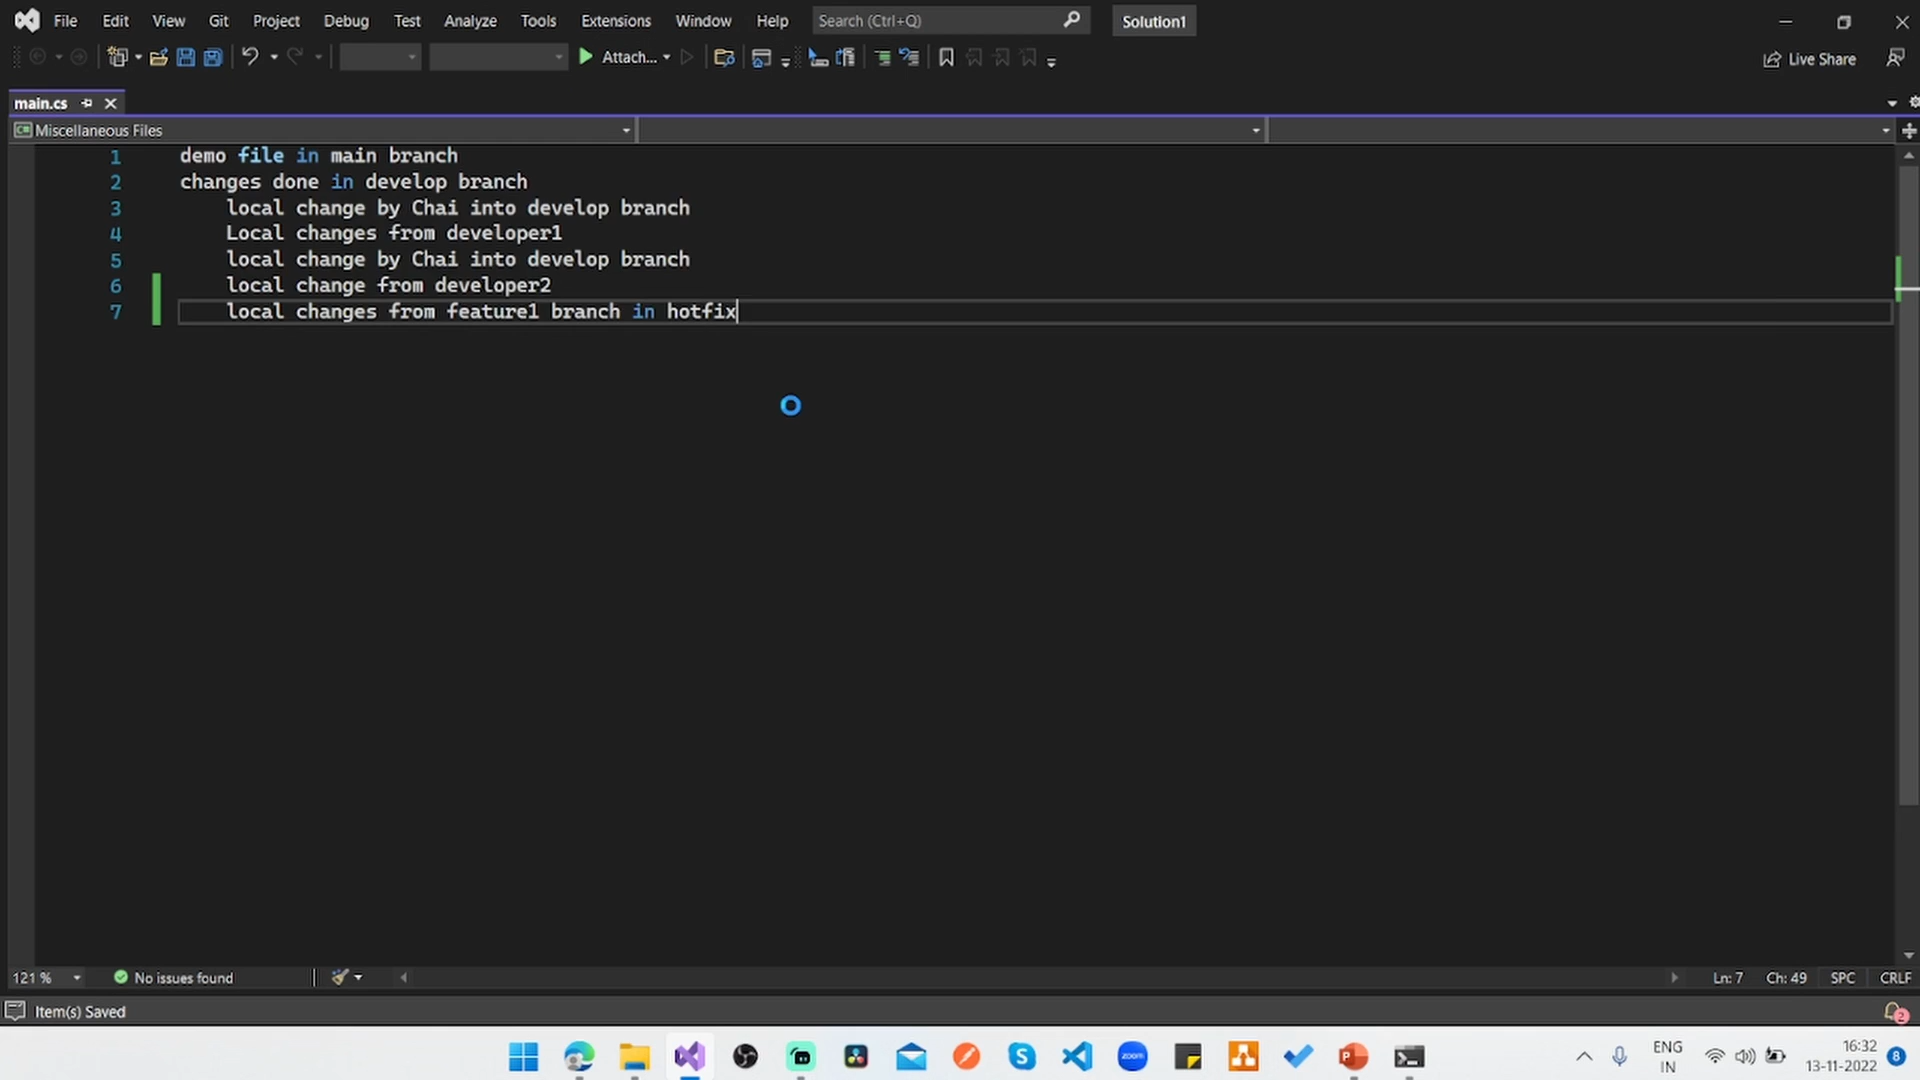 File Edit View Git Project Debug Test Analyze Tools Extensions Window Help Search (Ctrl+Q) Solution1
Attach... Live Share
main.cs
Miscellaneous Files
1 demo file in main branch
2 changes done in develop branch
3 local change by Chai into develop branch
4 Local changes from developer1
5 local change by Chai into develop branch
6 local change from developer2
7 local changes from feature1 branch in hotfix
121 % No issues found Ln: 7 Ch: 49 SPC CRLF
Item(s) Saved 2
zoom ENG 16:32
IN 13-11-2022 8